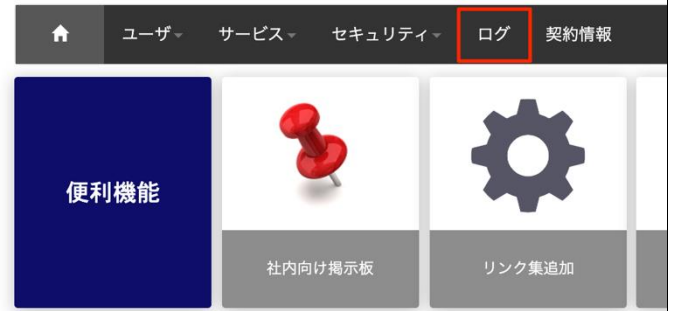 ユーザ サービス セキュリティ ログ 契約情報
便利機能
社内向け掲示板 リンク集追加